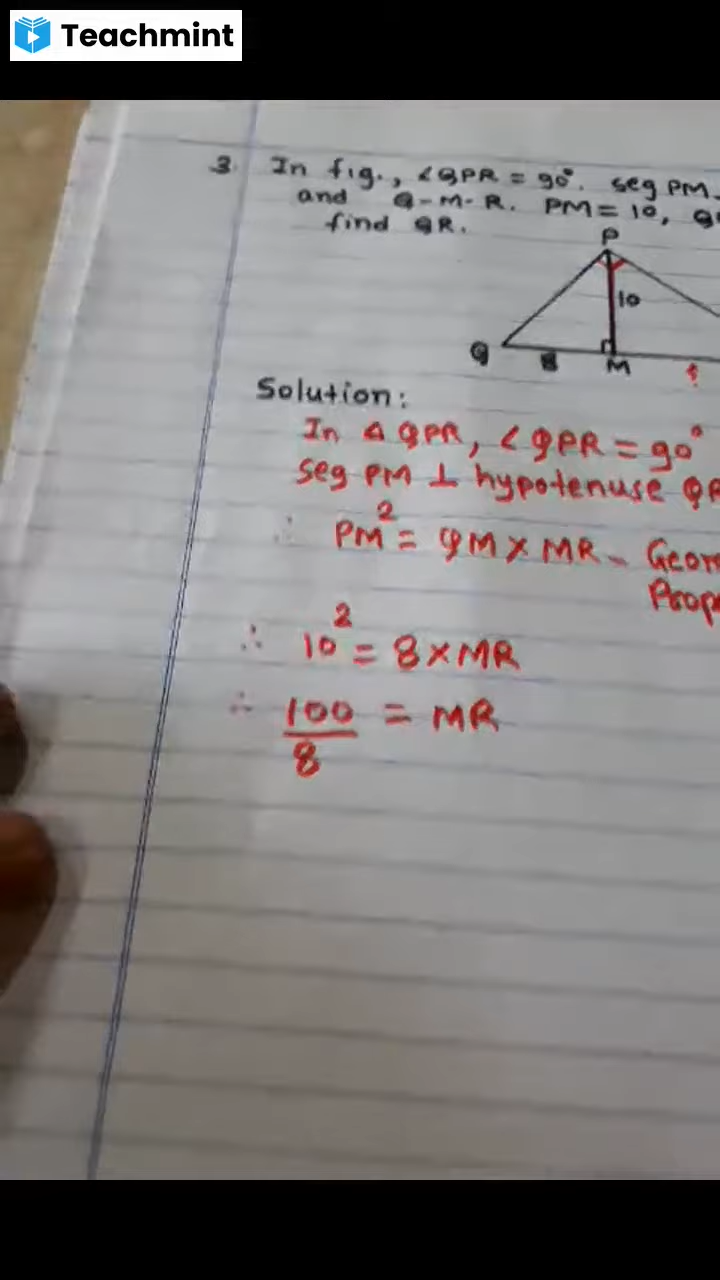 Teachmint
3. In fig., ∠QPR = 90°. seg PM
and Q-M-R. PM = 10,
find QR.
P
10
Q 8 M ?
Solution:
In Δ QPR, ∠QPR = 90°
seg PM ⊥ hypotenuse
∴ PM² = QM × MR -
∴ 10² = 8 × MR
∴ 100/8 = MR